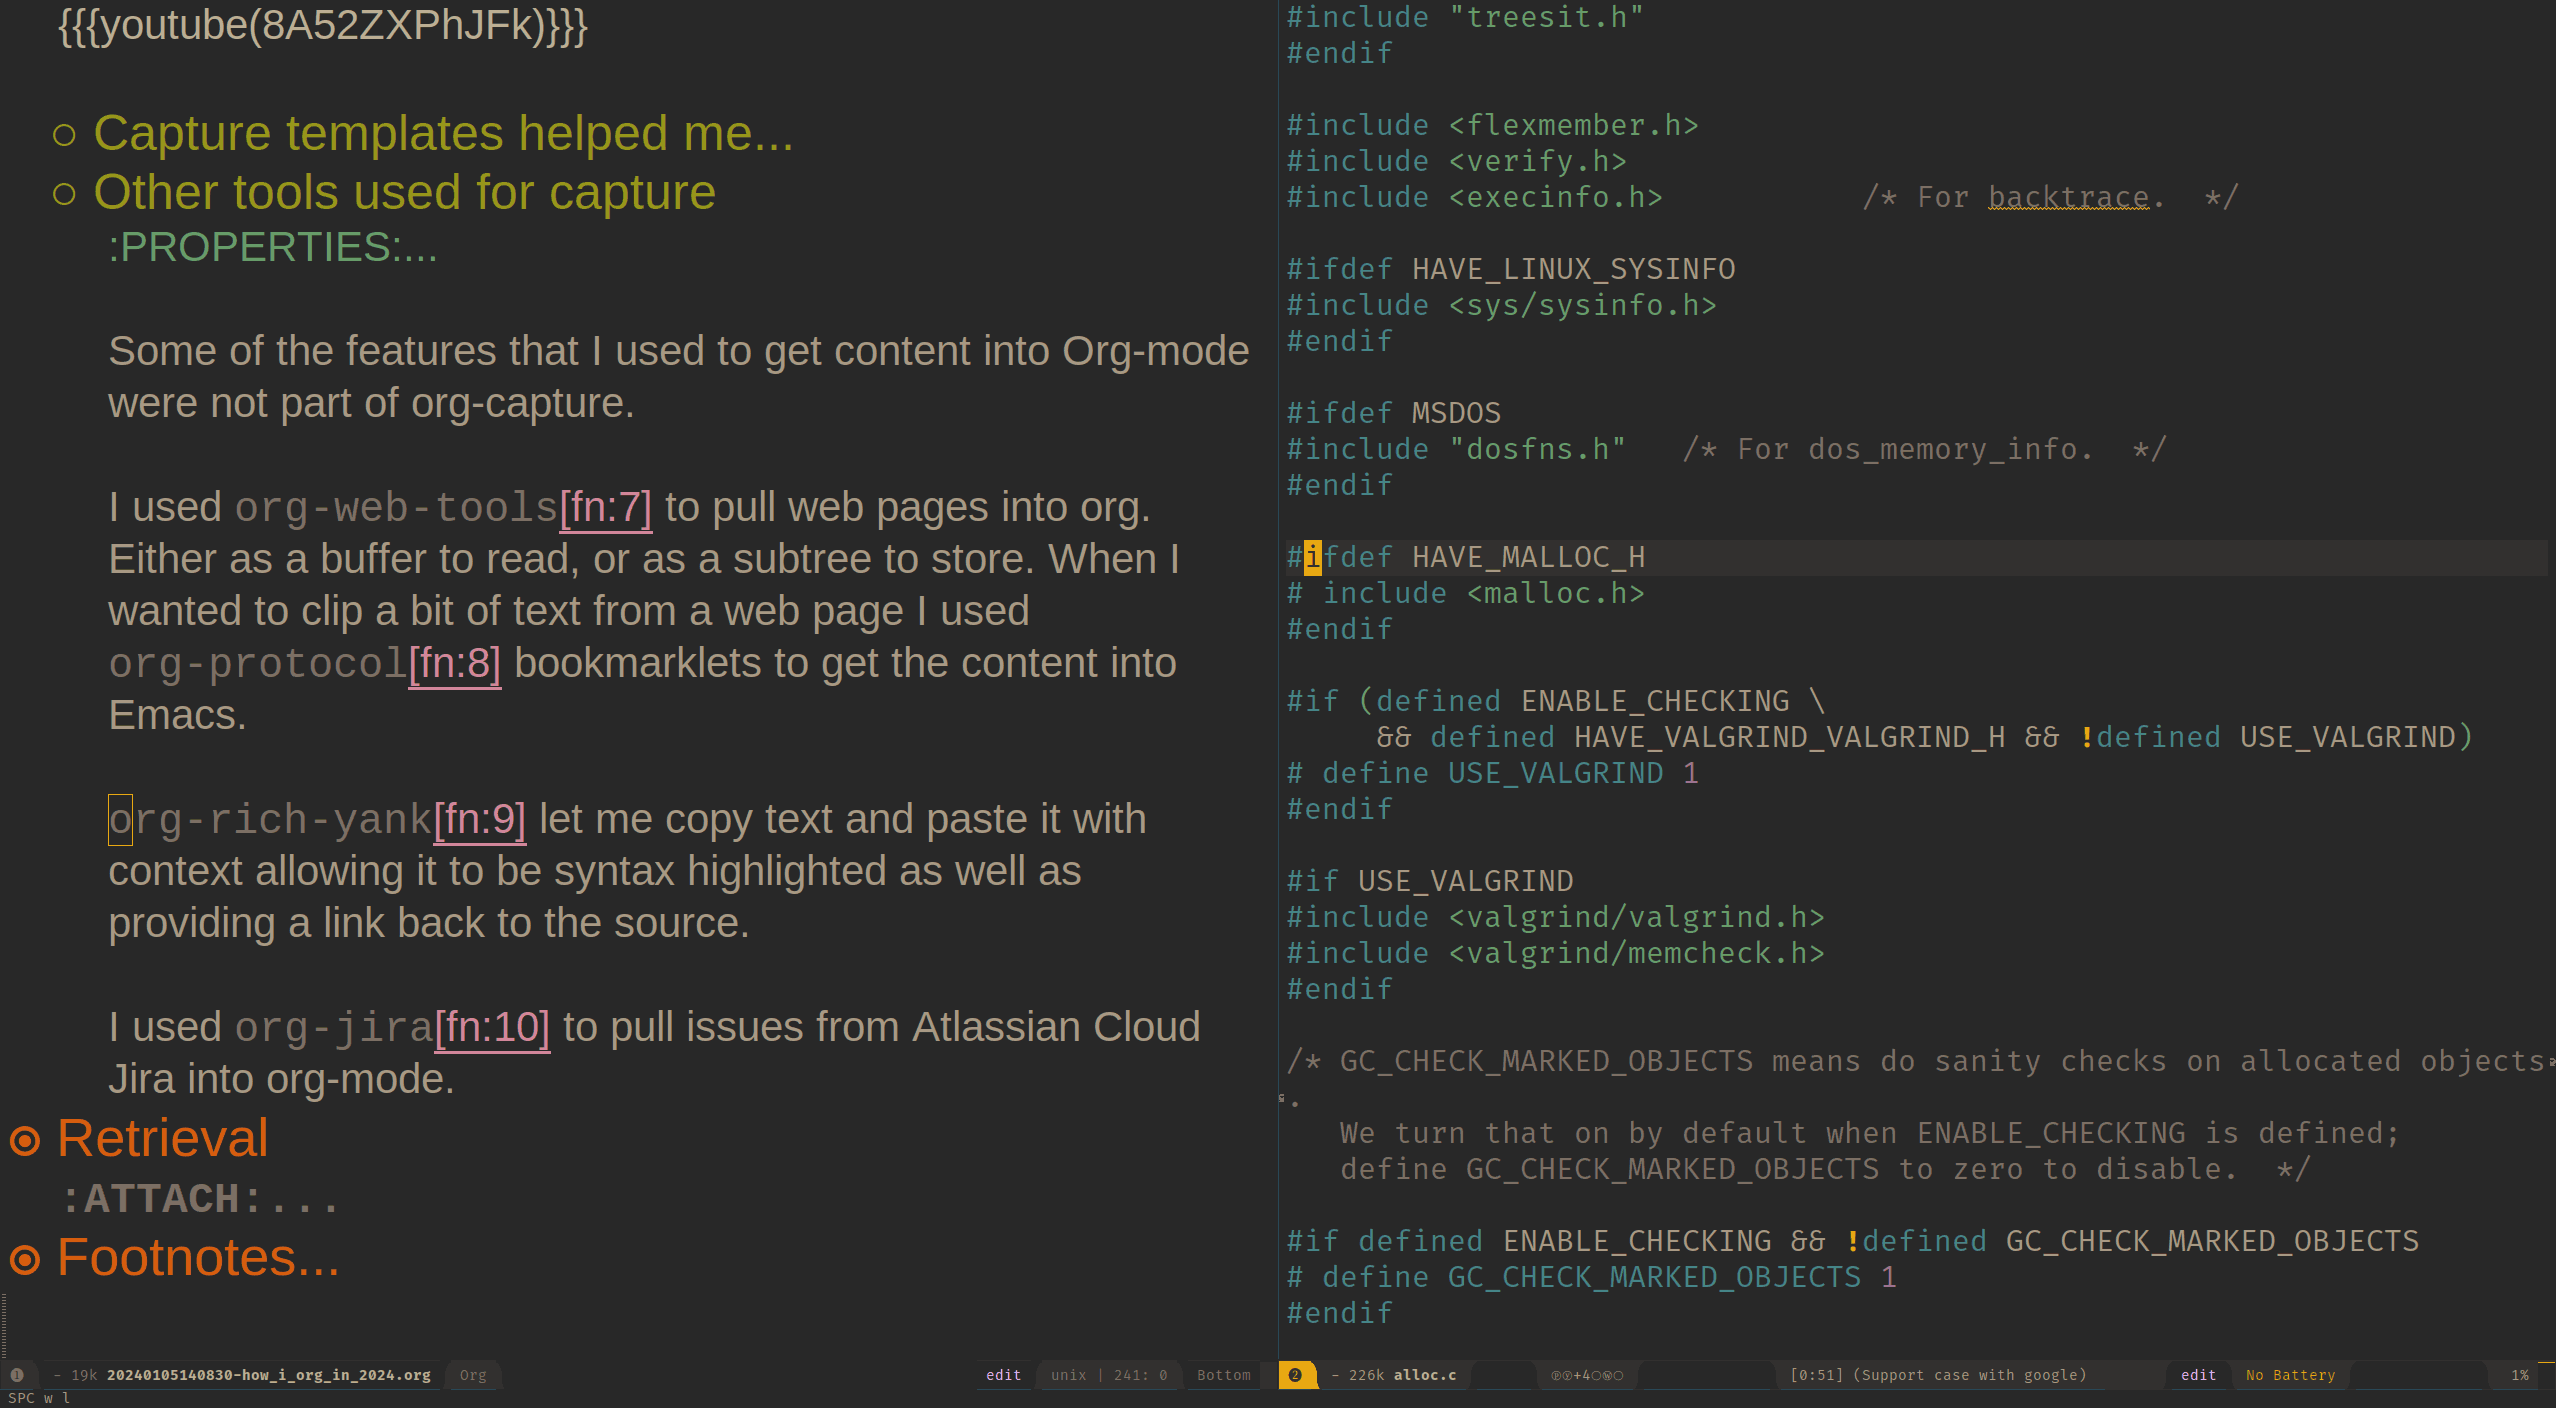 {{{youtube(8A52ZXPhJFk)}}}
Capture templates helped me...
Other tools used for capture
:PROPERTIES:...
Some of the features that I used to get content into Org-mode
were not part of org-capture.
I used org-web-tools[fn:7] to pull web pages into org.
Either as a buffer to read, or as a subtree to store. When I
wanted to clip a bit of text from a web page I used
org-protocol[fn:8] bookmarklets to get the content into
Emacs.
org-rich-yank[fn:9] let me copy text and paste it with
context allowing it to be syntax highlighted as well as
providing a link back to the source.
I used org-jira[fn:10] to pull issues from Atlassian Cloud
Jira into org-mode.
Retrieval
:ATTACH:...
Footnotes...
#include "treesit.h"
#endif
#include <flexmember.h>
#include <verify.h>
#include <execinfo.h> /* For backtrace. */
#ifdef HAVE_LINUX_SYSINFO
#include <sys/sysinfo.h>
#endif
#ifdef MSDOS
#include "dosfns.h" /* For dos_memory_info. */
#endif
#ifdef HAVE_MALLOC_H
# include <malloc.h>
#endif
#if (defined ENABLE_CHECKING \
&& defined HAVE_VALGRIND_VALGRIND_H && !defined USE_VALGRIND)
# define USE_VALGRIND 1
#endif
#if USE_VALGRIND
#include <valgrind/valgrind.h>
#include <valgrind/memcheck.h>
#endif
/* GC_CHECK_MARKED_OBJECTS means do sanity checks on allocated objects
.
We turn that on by default when ENABLE_CHECKING is defined;
define GC_CHECK_MARKED_OBJECTS to zero to disable. */
#if defined ENABLE_CHECKING && !defined GC_CHECK_MARKED_OBJECTS
# define GC_CHECK_MARKED_OBJECTS 1
#endif
❶ - 19k 20240105140830-how_i_org_in_2024.org Org edit unix | 241: 0 Bottom
❷ - 226k alloc.c ⓟⓨ+4◯ⓦ◯ [0:51] (Support case with google) edit No Battery 1%
SPC w l